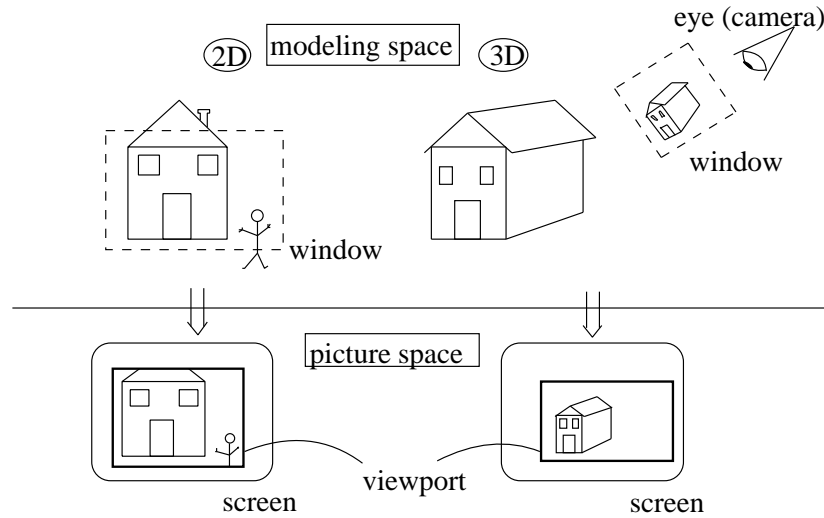 eye (camera)
2D
modeling space
3D
window
window
picture space
viewport
screen
screen